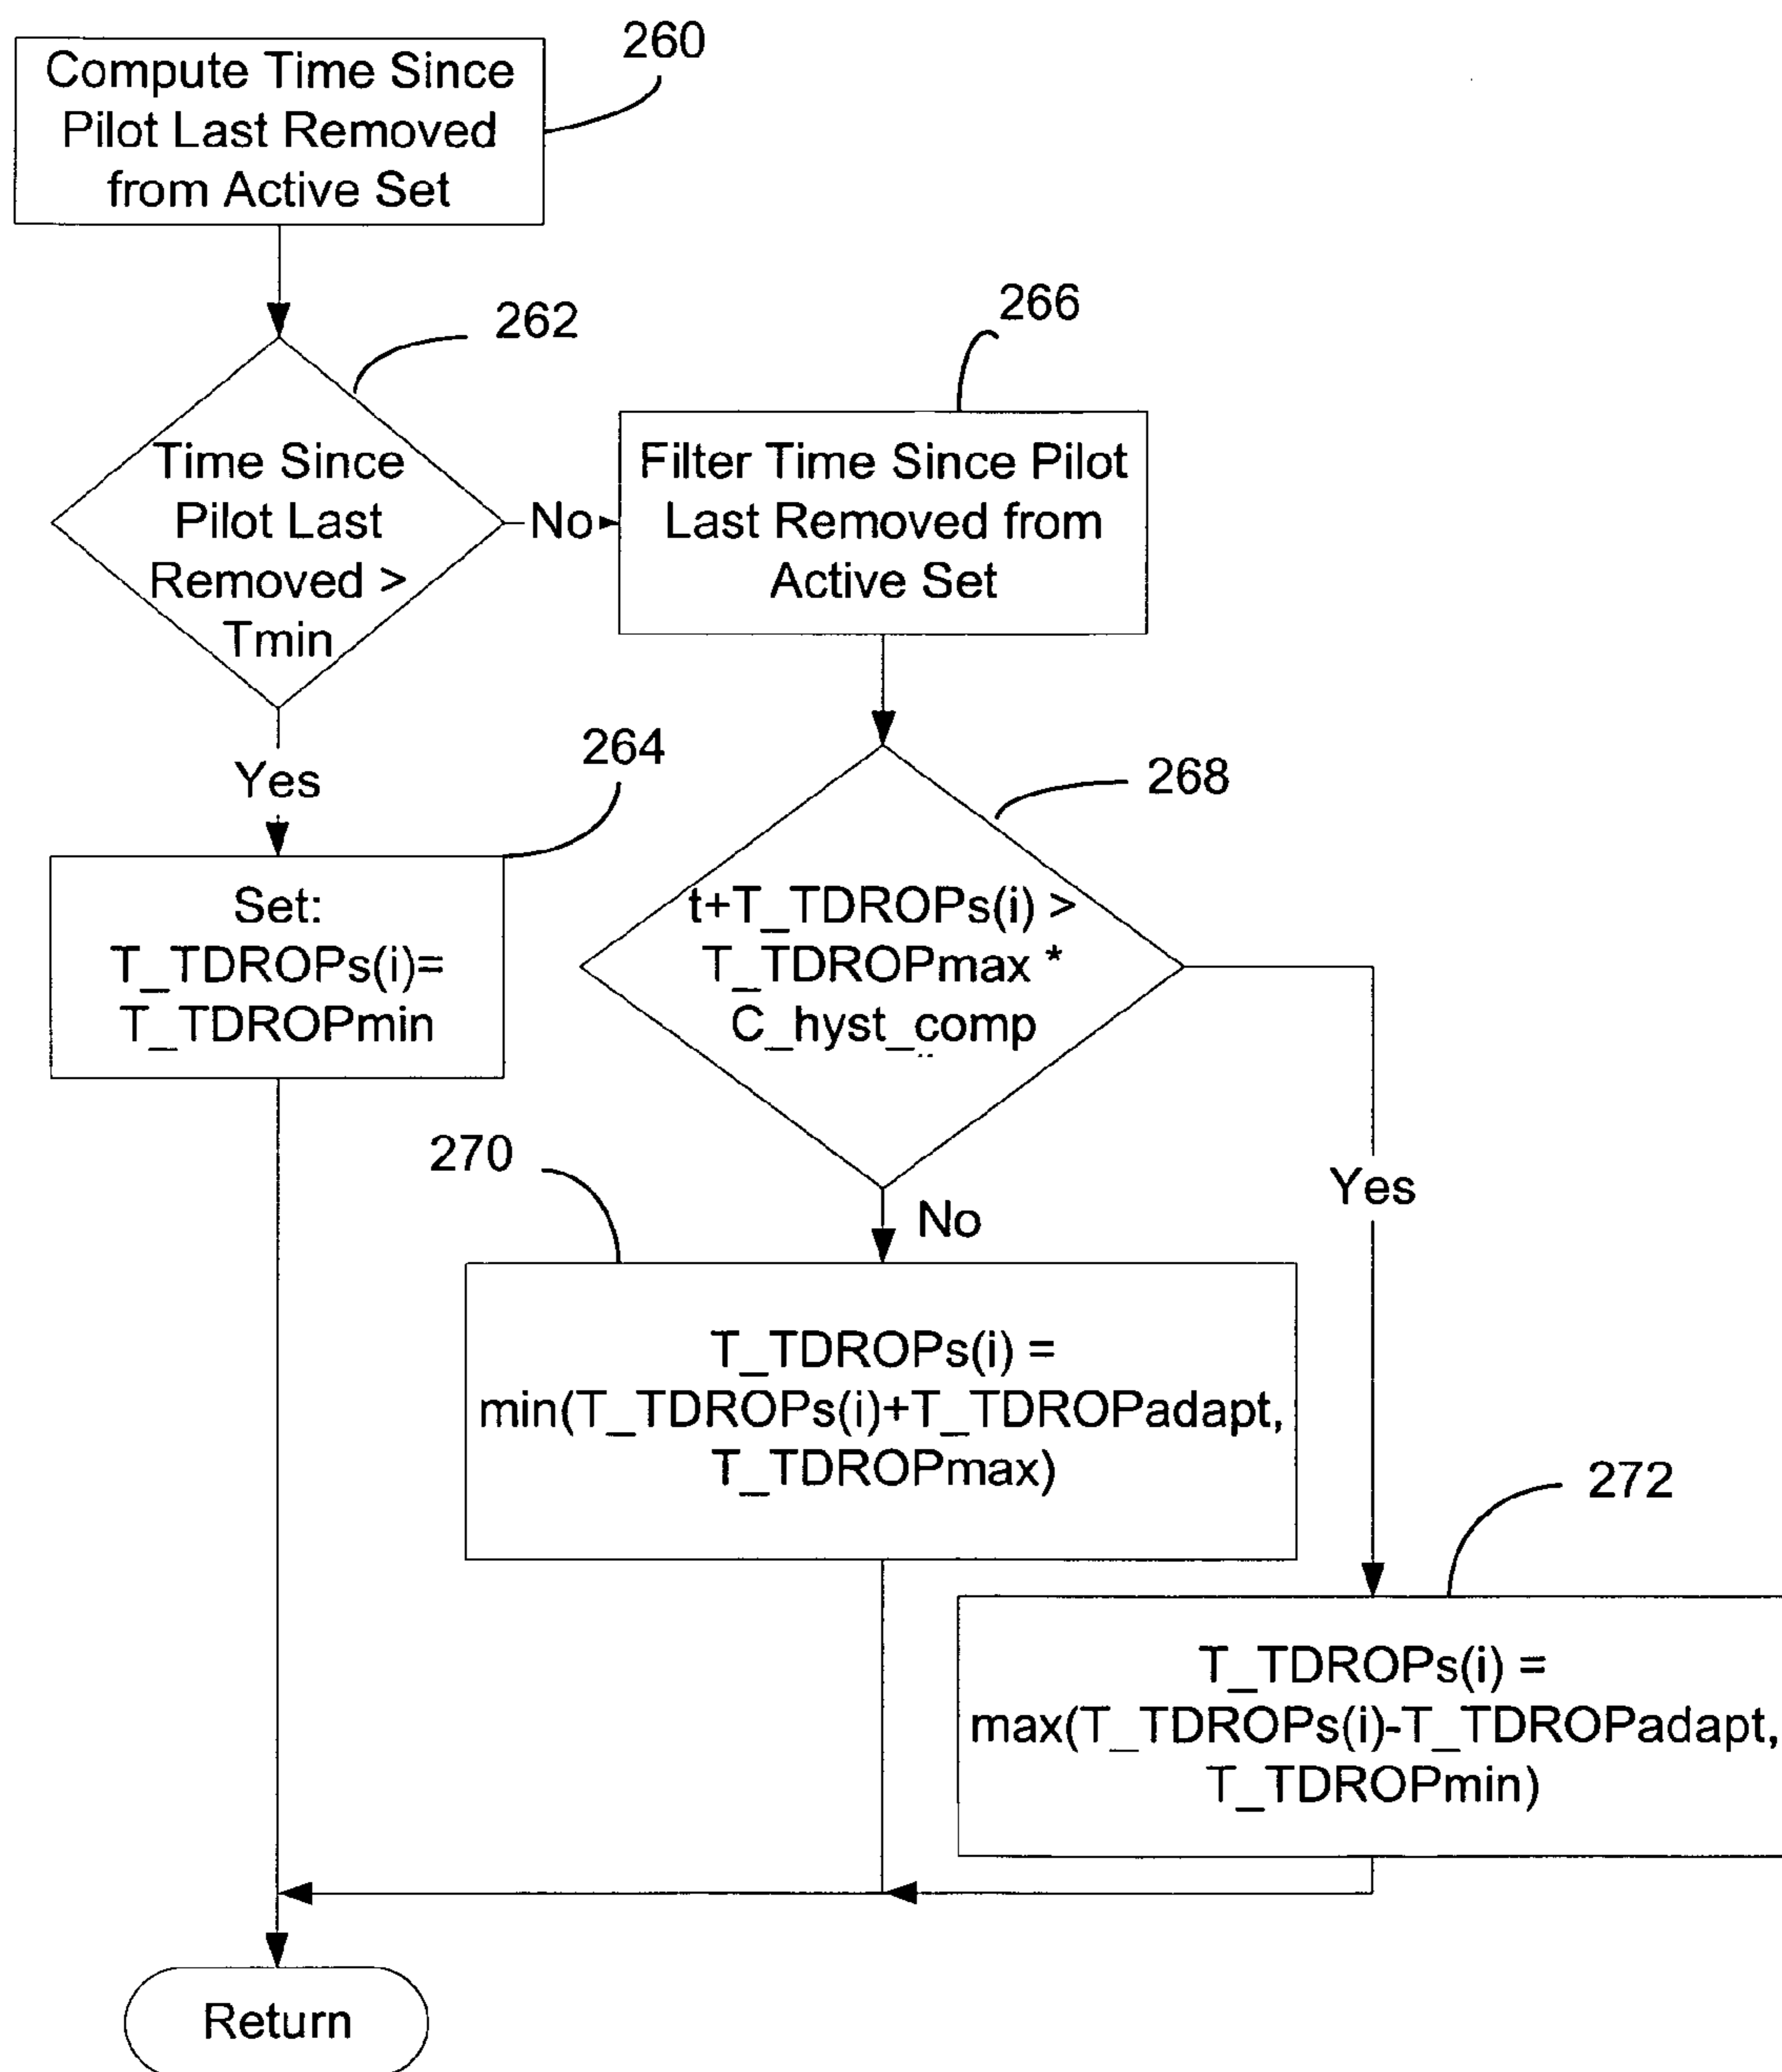 260
Compute Time Since
Pilot Last Removed
from Active Set
262
Time Since
Pilot Last
Removed >
Tmin
No
266
Filter Time Since Pilot
Last Removed from
Active Set
Yes
264
Set:
T_TDROPs(i)=
T_TDROPmin
268
t+T_TDROPs(i) >
T_TDROPmax *
C_hyst_comp
No
Yes
270
T_TDROPs(i) =
min(T_TDROPs(i)+T_TDROPadapt,
T_TDROPmax)
272
T_TDROPs(i) =
max(T_TDROPs(i)-T_TDROPadapt,
T_TDROPmin)
Return